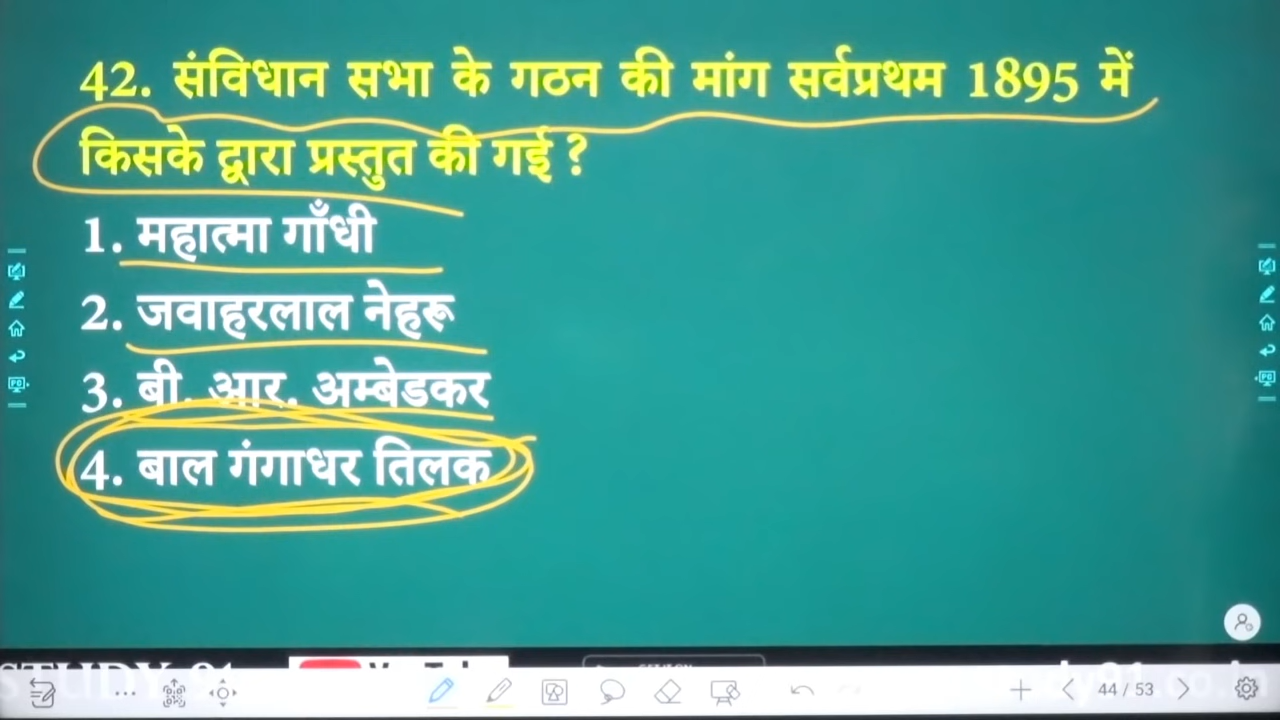 42. संविधान सभा के गठन की मांग सर्वप्रथम 1895 में
किसके द्वारा प्रस्तुत की गई ?
1. महात्मा गाँधी
2. जवाहरलाल नेहरू
3. बी. आर. अम्बेडकर
4. बाल गंगाधर तिलक
44 / 53